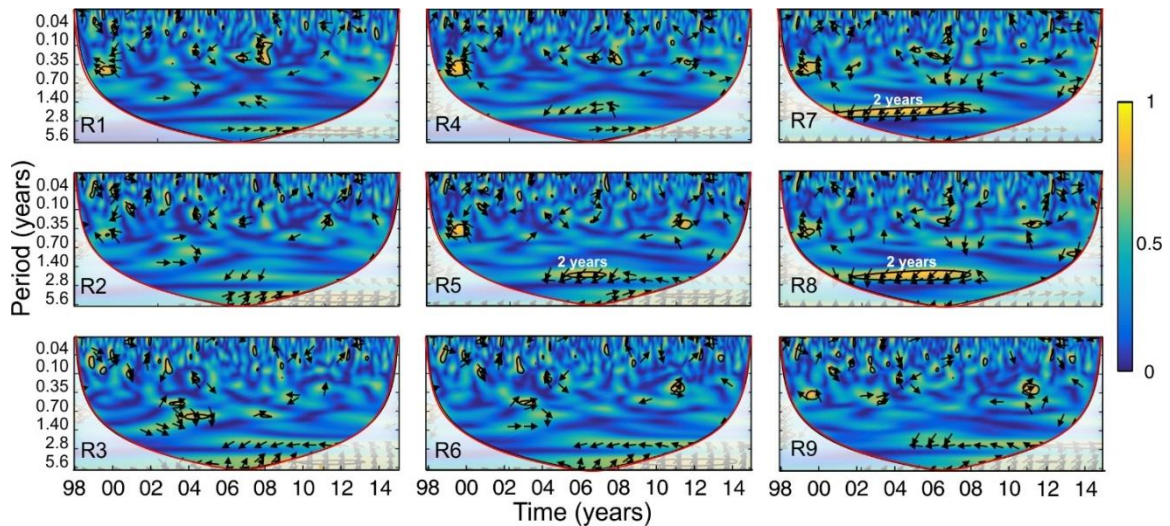 0.04
0.10
0.35
0.70
1.40
2.8
5.6
R1
R4
2 years
R7
1
0.5
0
Period (years)
0.04
0.10
0.35
0.70
1.40
2.8
5.6
R2
2 years
R5
2 years
R8
0.04
0.10
0.35
0.70
1.40
2.8
5.6
R3
R6
R9
98 00 02 04 06 08 10 12 14
98 00 02 04 06 08 10 12 14
98 00 02 04 06 08 10 12 14
Time (years)